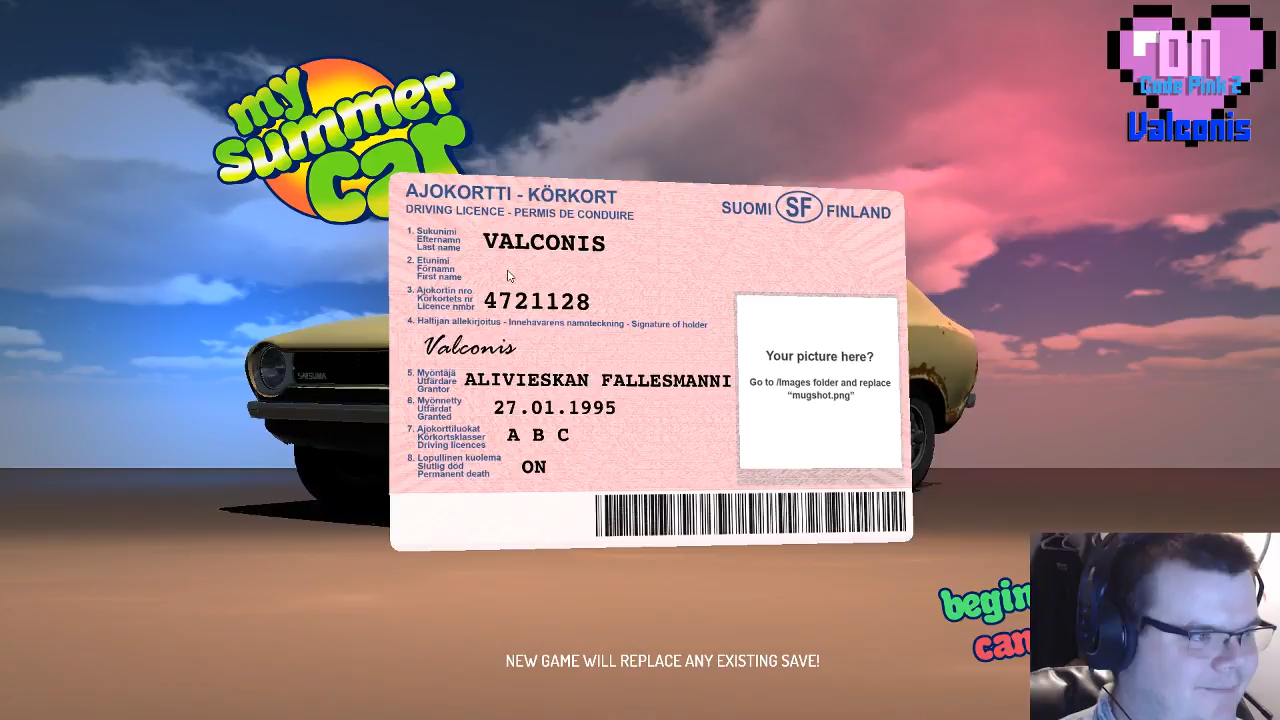 ON
Code Pink 2
Valconis
my
summer
car
AJOKORTTI - KÖRKORT
DRIVING LICENCE - PERMIS DE CONDUIRE
SUOMI SF FINLAND
1. Sukunimi
Efternamn
Last name
VALCONIS
2. Etunimi
Förnamn
First name
3. Ajokortin nro
Körkortets nr
Licence nmbr
4721128
4. Haltijan allekirjoitus - Innehavarens namnteckning - Signature of holder
Valconis
5. Myöntäjä
Utfärdare
Grantor
ALIVIESKAN FALLESMANNI
6. Myönnetty
Utfärdat
Granted
27.01.1995
7. Ajokorttiluokat
Körkortsklasser
Driving licences
A B C
8. Lopullinen kuolema
Slutlig död
Permanent death
ON
Your picture here?
Go to /Images folder and replace
“mugshot.png”
SATSUMA
begin
can
NEW GAME WILL REPLACE ANY EXISTING SAVE!